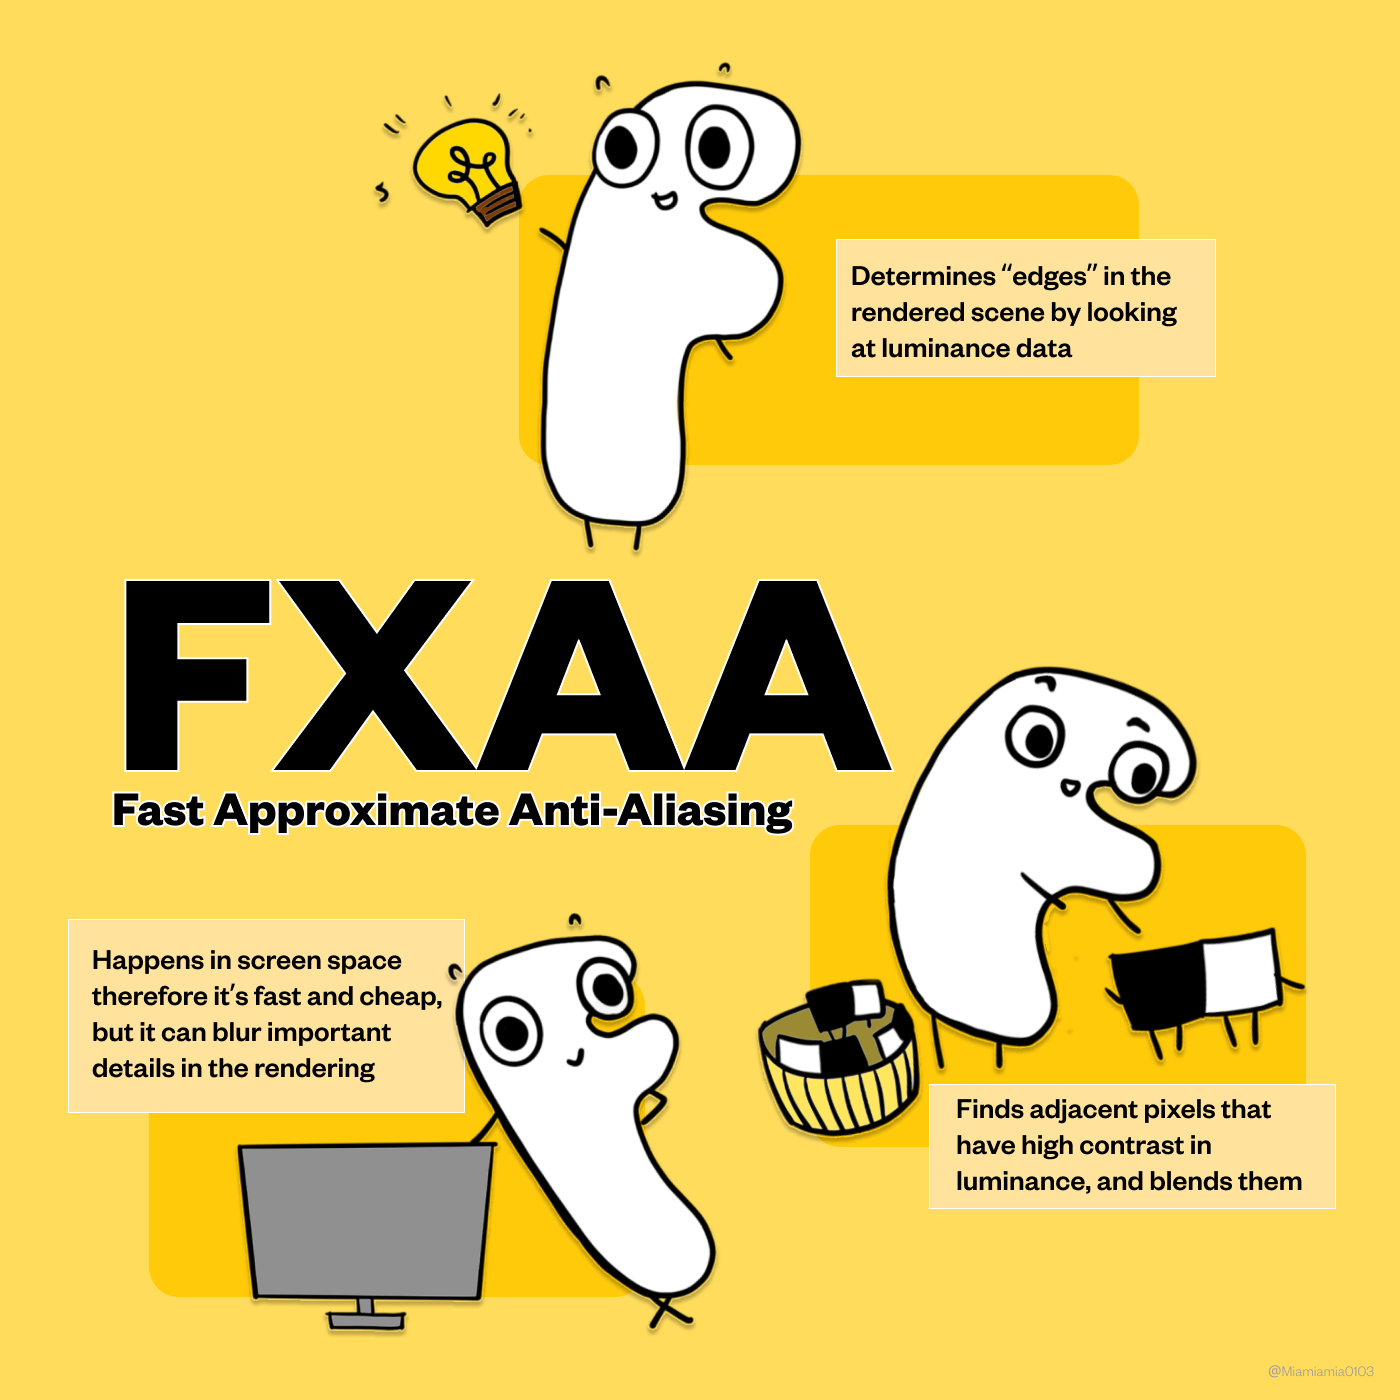 Determines “edges” in the
rendered scene by looking
at luminance data
FXAA
Fast Approximate Anti-Aliasing
Happens in screen space
therefore it’s fast and cheap,
but it can blur important
details in the rendering
Finds adjacent pixels that
have high contrast in
luminance, and blends them
@Miamiamia0103